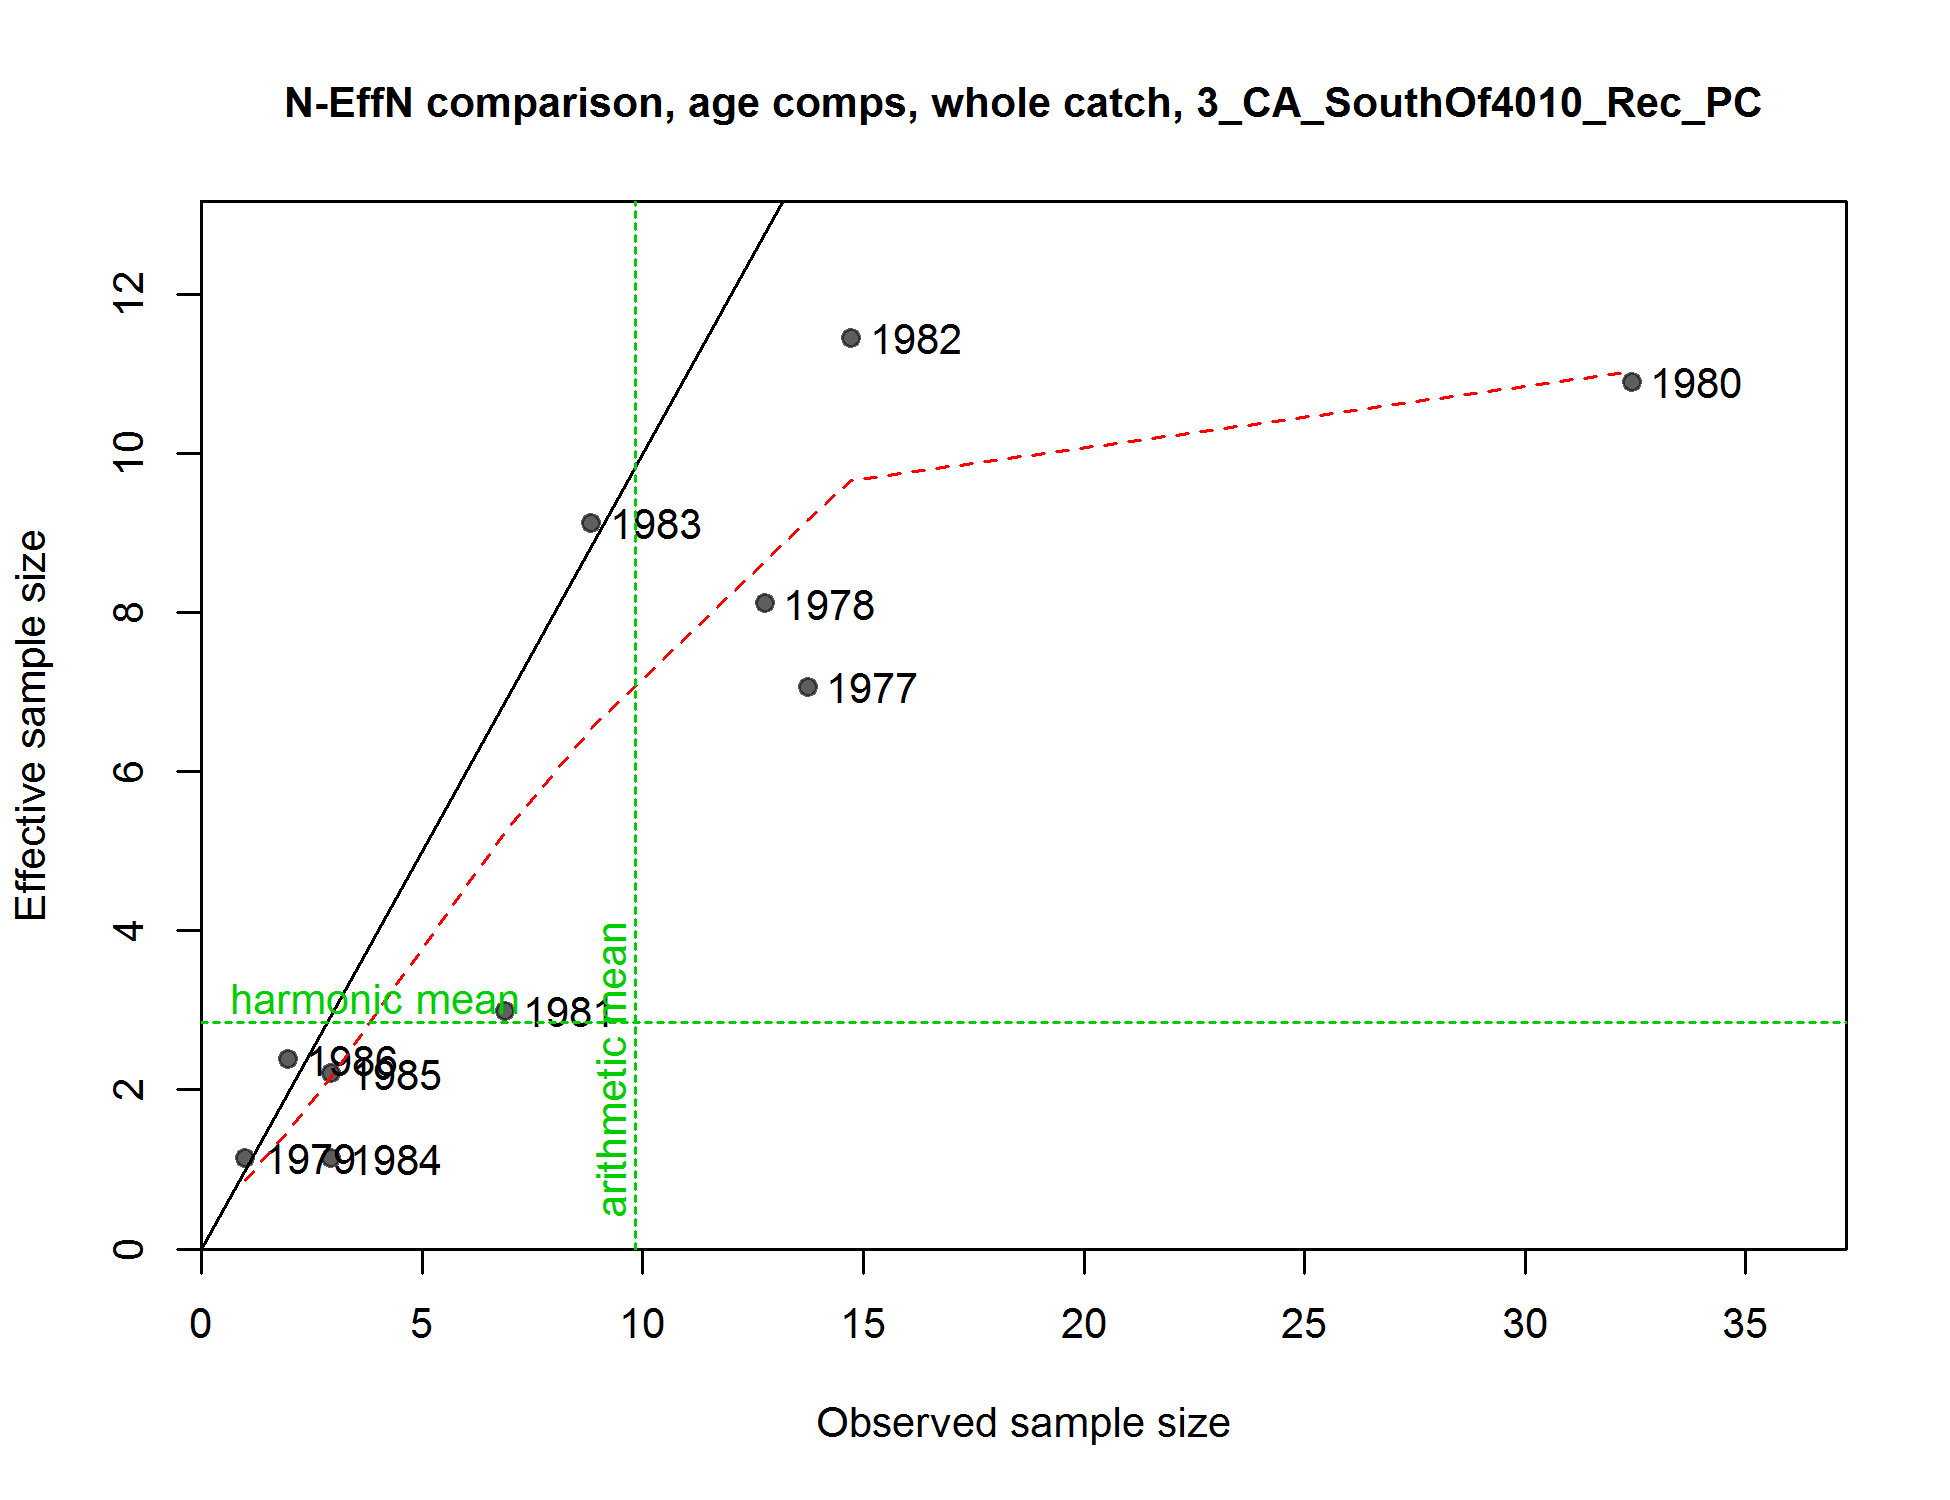 N-EffN comparison, age comps, whole catch, 3_CA_SouthOf4010_Rec_PC
Effective sample size
12
10
8
6
4
2
0
1982
1980
1983
1978
1977
harmonic mean
1981
arithmetic mean
1986
1985
1979
1984
0 5 10 15 20 25 30 35
Observed sample size